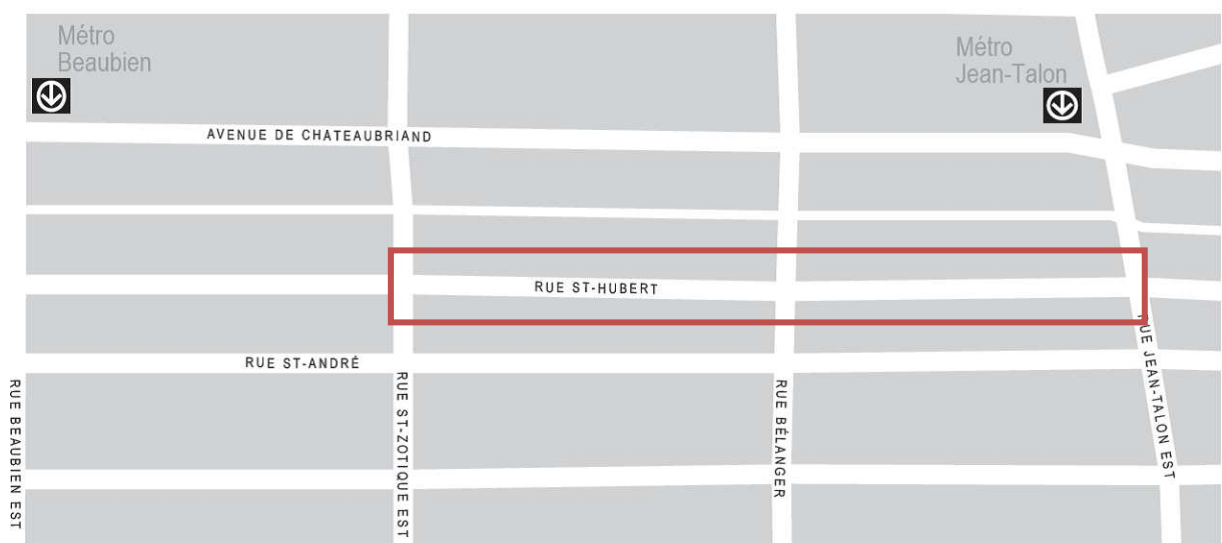 Métro
Beaubien
Métro
Jean-Talon
AVENUE DE CHATEAUBRIAND
RUE ST-HUBERT
RUE ST-ANDRÉ
RUE BEAUBIEN EST
RUE ST-ZOTIQUE EST
RUE BÉLANGER
RUE JEAN-TALON EST